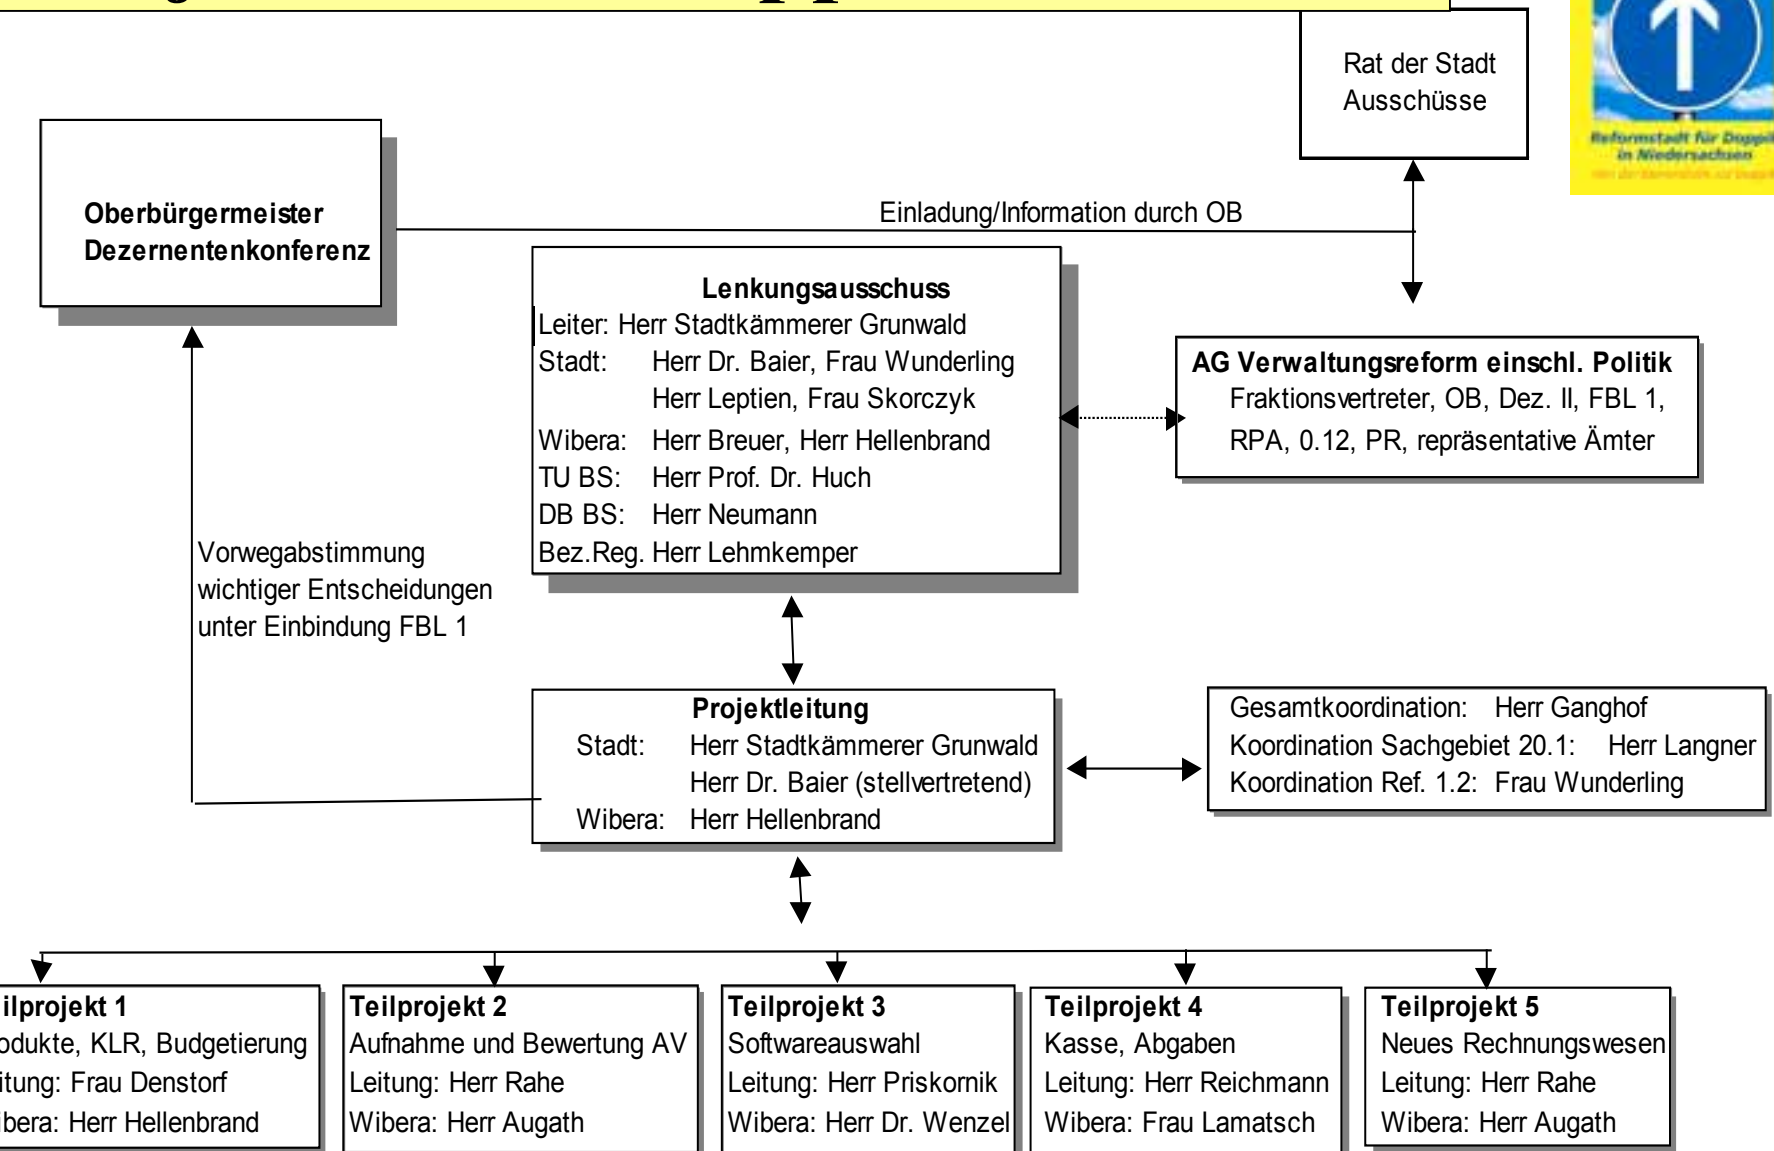 Rat der Stadt
Ausschüsse
Reformstadt für Doppik
in Niedersachsen
Oberbürgermeister
Dezernentenkonferenz
Einladung/Information durch OB
Lenkungsausschuss
Leiter: Herr Stadtkämmerer Grunwald
Stadt: Herr Dr. Baier, Frau Wunderling
Herr Leptien, Frau Skorczyk
Wibera: Herr Breuer, Herr Hellenbrand
TU BS: Herr Prof. Dr. Huch
DB BS: Herr Neumann
Bez.Reg. Herr Lehmkemper
AG Verwaltungsreform einschl. Politik
Fraktionsvertreter, OB, Dez. II, FBL 1,
RPA, 0.12, PR, repräsentative Ämter
Vorwegabstimmung
wichtiger Entscheidungen
unter Einbindung FBL 1
Projektleitung
Stadt: Herr Stadtkämmerer Grunwald
Herr Dr. Baier (stellvertretend)
Wibera: Herr Hellenbrand
Gesamtkoordination: Herr Ganghof
Koordination Sachgebiet 20.1: Herr Langner
Koordination Ref. 1.2: Frau Wunderling
ilprojekt 1
odukte, KLR, Budgetierung
itung: Frau Denstorf
ibera: Herr Hellenbrand
Teilprojekt 2
Aufnahme und Bewertung AV
Leitung: Herr Rahe
Wibera: Herr Augath
Teilprojekt 3
Softwareauswahl
Leitung: Herr Priskornik
Wibera: Herr Dr. Wenzel
Teilprojekt 4
Kasse, Abgaben
Leitung: Herr Reichmann
Wibera: Frau Lamatsch
Teilprojekt 5
Neues Rechnungswesen
Leitung: Herr Rahe
Wibera: Herr Augath